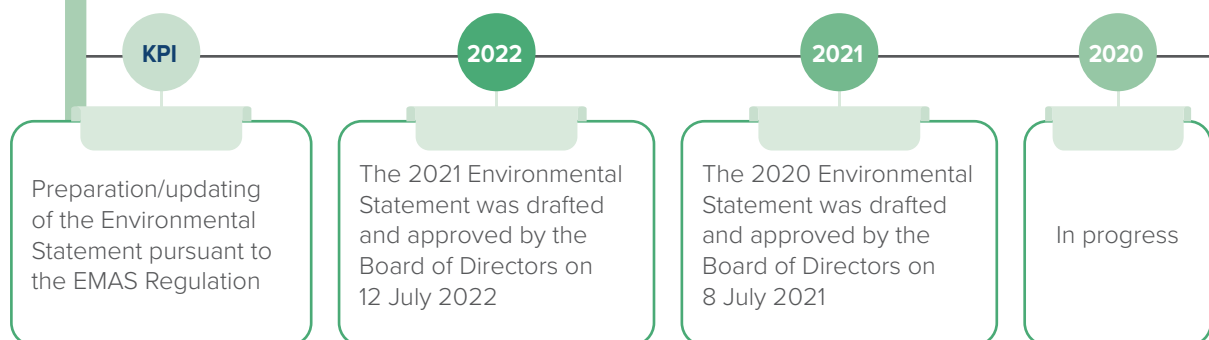 KPI
2022
2021
2020
Preparation/updating
of the Environmental
Statement pursuant to
the EMAS Regulation
The 2021 Environmental
Statement was drafted
and approved by the
Board of Directors on
12 July 2022
The 2020 Environmental
Statement was drafted
and approved by the
Board of Directors on
8 July 2021
In progress